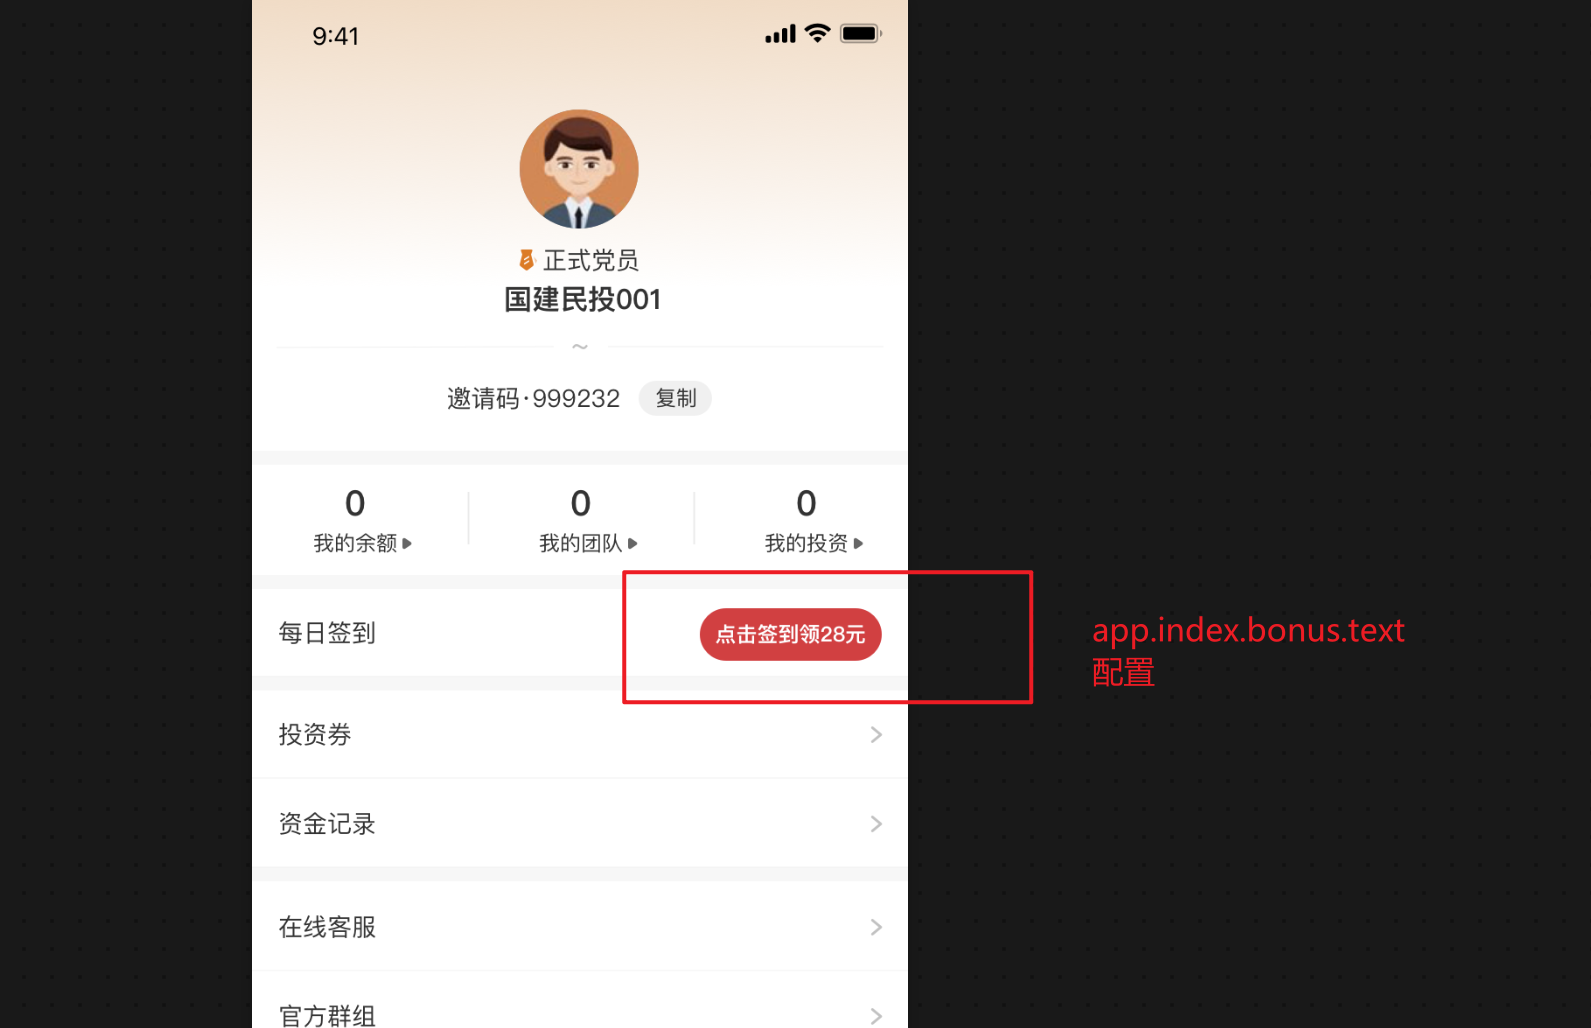 9:41
正式党员
国建民投001
~
邀请码·999232 复制
0 0 0
我的余额 我的团队 我的投资
每日签到 点击签到领28元
app.index.bonus.text
配置
投资券
资金记录
在线客服
官方群组